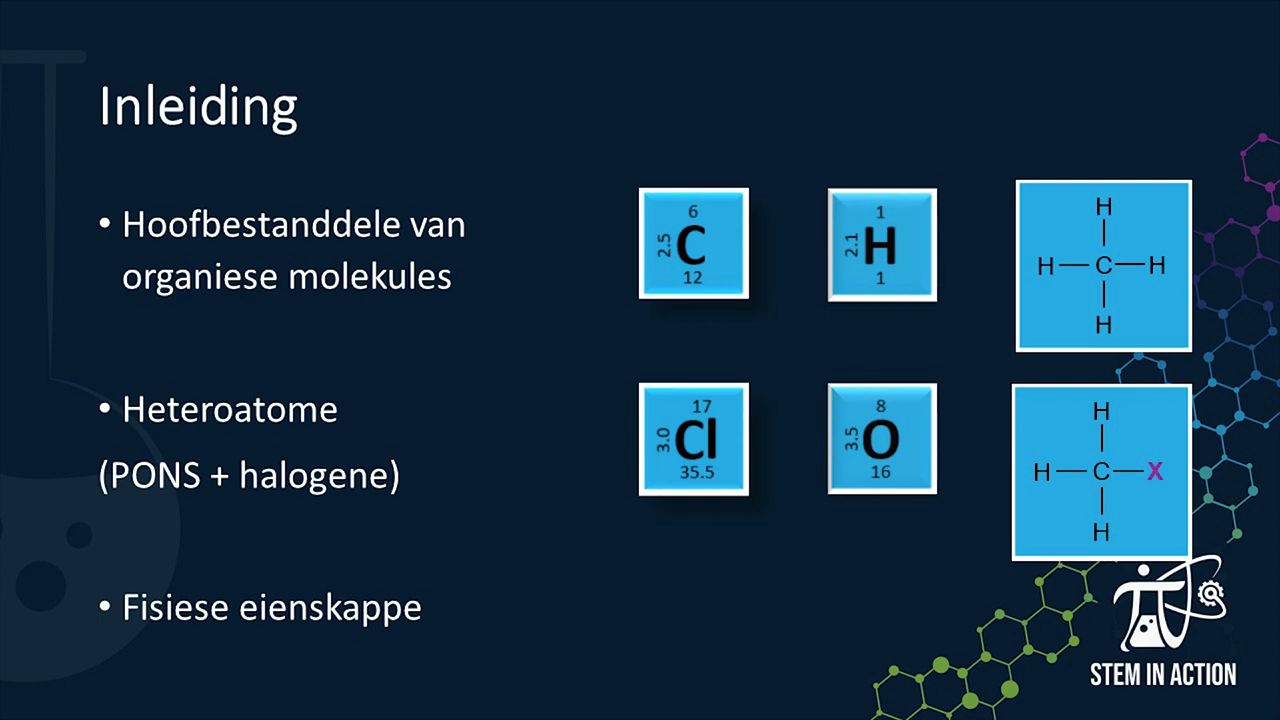 Inleiding
• Hoofbestanddele van
organiese molekules
6
2.5 C
12
1
2.1 H
1
H
H C H
H
• Heteroatome
(PONS + halogene)
17
3.0 Cl
35.5
8
3.5 O
16
H
H C X
H
• Fisiese eienskappe
STEM IN ACTION